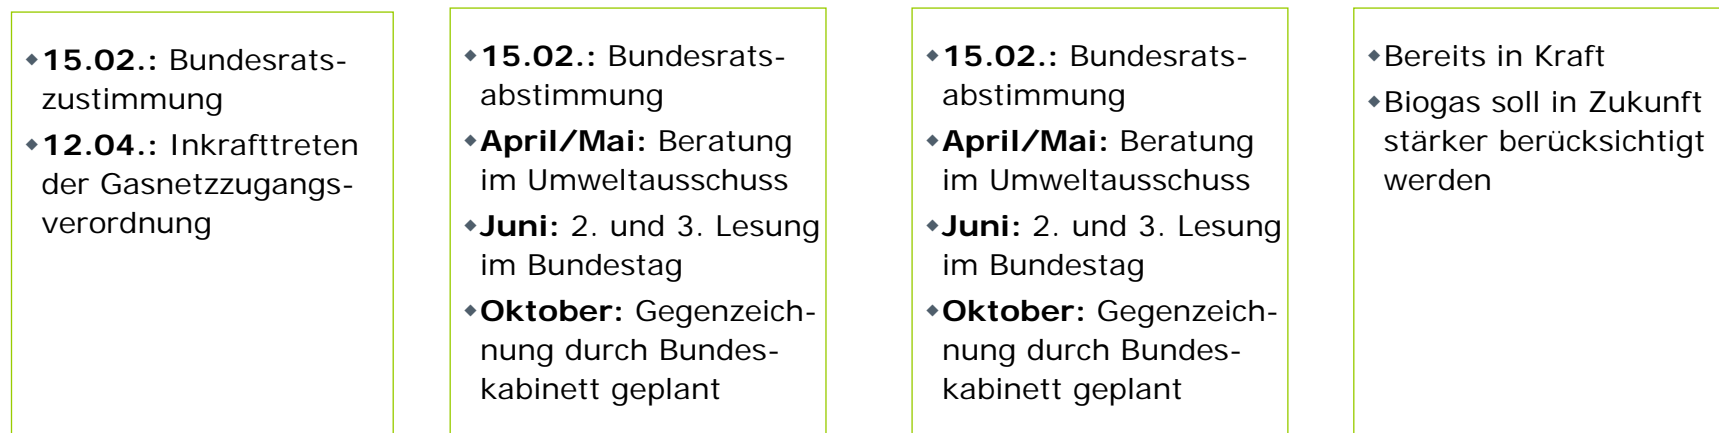 15.02.: Bundesrats-
zustimmung
12.04.: Inkrafttreten
der Gasnetzzugangs-
verordnung
15.02.: Bundesrats-
abstimmung
April/Mai: Beratung
im Umweltausschuss
Juni: 2. und 3. Lesung
im Bundestag
Oktober: Gegenzeich-
nung durch Bundes-
kabinett geplant
15.02.: Bundesrats-
abstimmung
April/Mai: Beratung
im Umweltausschuss
Juni: 2. und 3. Lesung
im Bundestag
Oktober: Gegenzeich-
nung durch Bundes-
kabinett geplant
Bereits in Kraft
Biogas soll in Zukunft
stärker berücksichtigt
werden